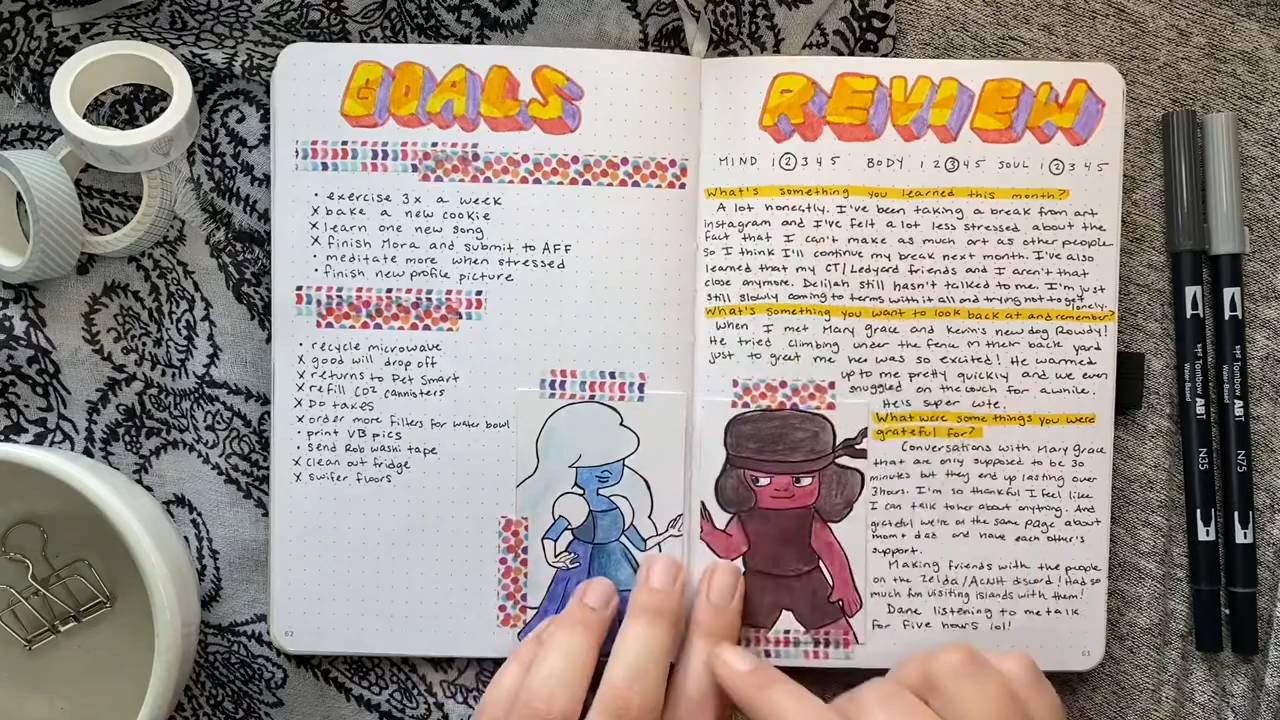 GOALS
• exercise 3x a week
x bake a new cookie
x learn one new song
x finish Mora and submit to AFF
• meditate more when stressed
• finish new profile picture
• recycle microwave
x good will drop off
x returns to Pet Smart
x refill CO2 cannisters
x Do taxes
x order more filters for water bowl
• print VB pics
• send Rob washi tape
x clean out fridge
x swifer floors
62
REVIEW
MIND 1 2 3 4 5 BODY 1 2 3 4 5 SOUL 1 2 3 4 5
What's something you learned this month?
A lot honestly. I've been taking a break from art
instagram and I've felt a lot less stressed about the
fact that I can't make as much art as other people
so I think I'll continue my break next month. I've also
learned that my CT/Ledyard friends and I aren't that
close anymore. Delilah still hasn't talked to me. I'm just
still slowly coming to terms with it all and trying not to get lonely.
What's something you want to look back at and remember?
When I met Mary Grace and Kevin's new dog Rowdy!
He tried climbing under the fence in their back yard
just to greet me, he was so excited! He warmed
up to me pretty quickly and we even
snuggled on the couch for awhile.
He is super cute.
What were some things you were
grateful for?
Conversations with Mary Grace
that are only supposed to be 30
minutes but they end up lasting over
3 hours. I'm so thankful I feel like
I can talk to her about anything. And
grateful we're on the same page about
mom + dad and have each other's
support.
Making friends with the people
on the Zelda/ACNH discord! Had so
much fun visiting islands with them!
Dane listening to me talk
for five hours lol!
63
Tombow ABT
Water-Based
N35
Tombow ABT
Water-Based
N75